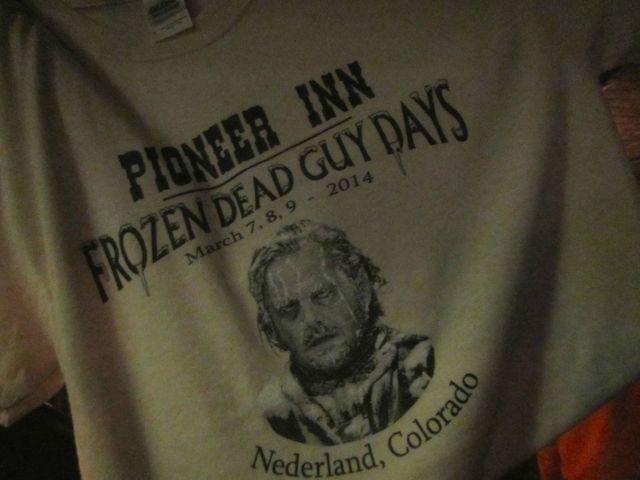 PIONEER INN
FROZEN DEAD GUY DAYS
March 7, 8, 9 - 2014
Nederland, Colorado